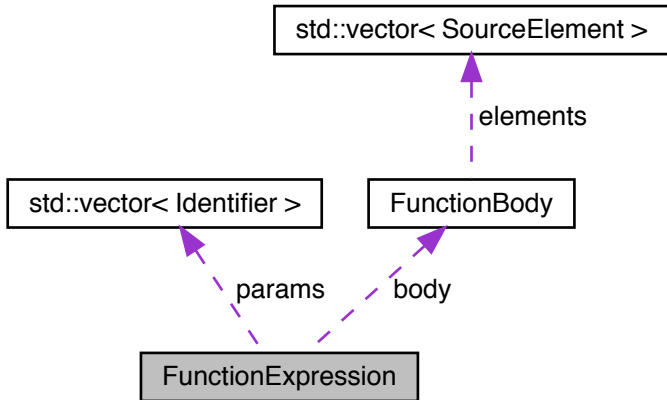 std::vector< SourceElement >
elements
std::vector< Identifier >
FunctionBody
params
body
FunctionExpression